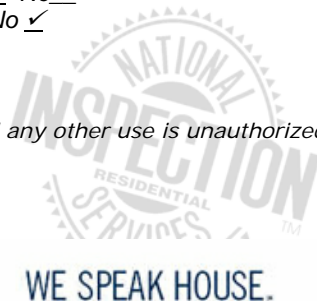 No ✓
any other use is unauthorized
NATIONAL
INSPECTION
RESIDENTIAL
SERVICES
TM
WE SPEAK HOUSE.